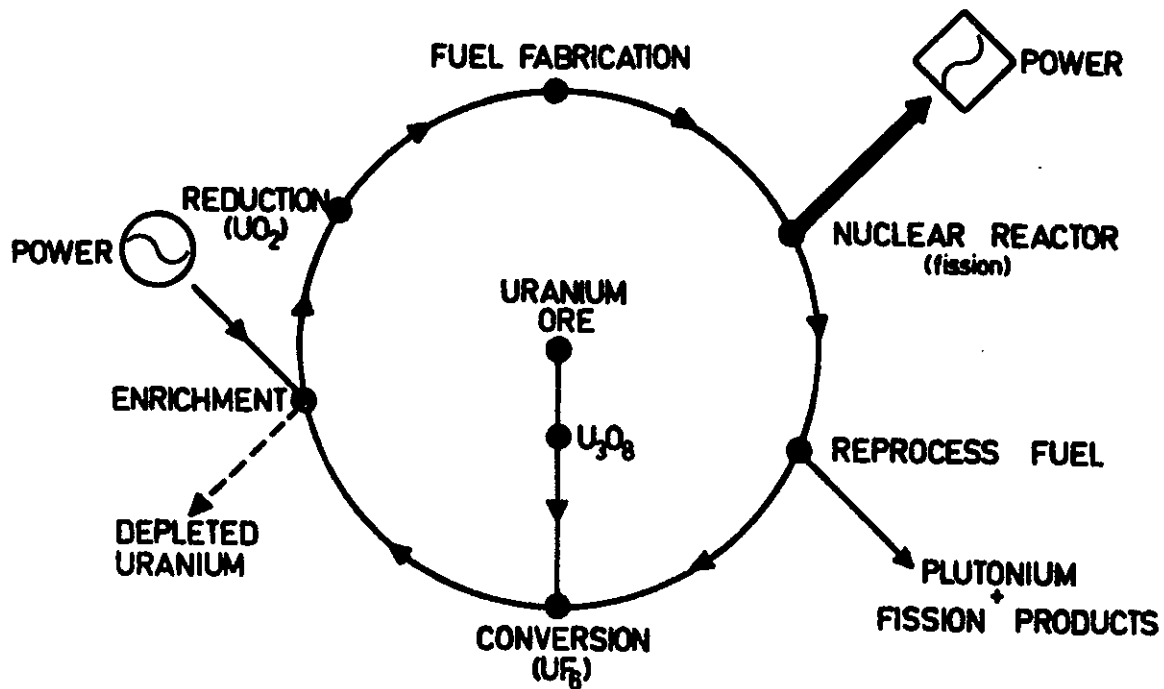 FUEL FABRICATION
POWER
REDUCTION
(UO₂)
POWER
NUCLEAR REACTOR
(fission)
URANIUM
ORE
ENRICHMENT
U₃O₈
REPROCESS FUEL
DEPLETED
URANIUM
PLUTONIUM
+
FISSION PRODUCTS
CONVERSION
(UF₆)